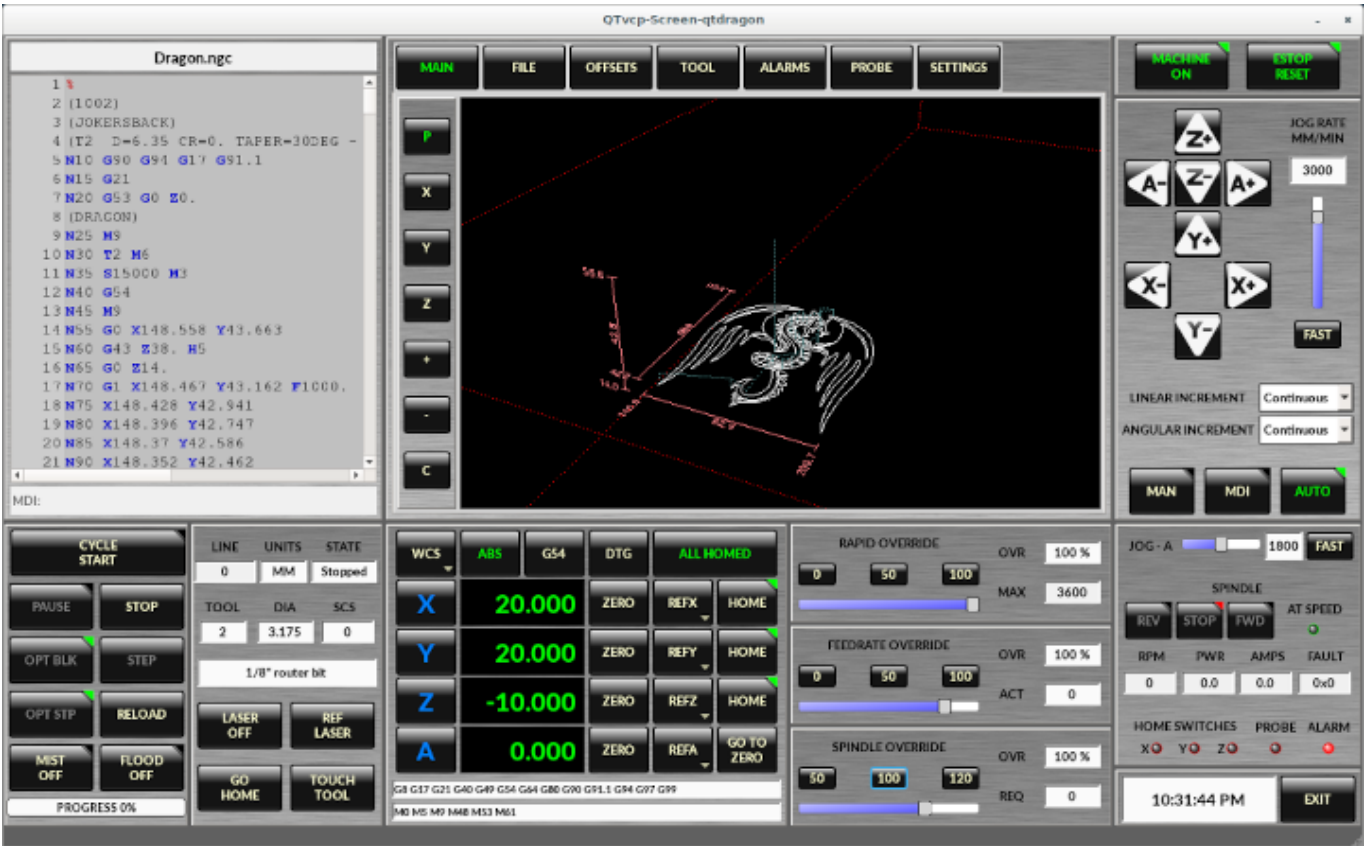 QTvcp-Screen-qtdragon
Dragon.ngc
1 %
2 (1002)
3 (JOKERSBACK)
4 (T2 D=6.35 CR=0. TAPER=30DEG -
5 N10 G90 G94 G17 G91.1
6 N15 G21
7 N20 G53 G0 Z0.
8 (DRAGON)
9 N25 M9
10 N30 T2 M6
11 N35 S15000 M3
12 N40 G54
13 N45 M9
14 N55 G0 X148.558 Y43.663
15 N60 G43 Z38. H5
16 N65 G0 Z14.
17 N70 G1 X148.467 Y43.162 F1000.
18 N75 X148.428 Y42.941
19 N80 X148.396 Y42.747
20 N85 X148.37 Y42.586
21 N90 X148.352 Y42.462
MDI:
MAIN FILE OFFSETS TOOL ALARMS PROBE SETTINGS
P
X
Y
Z
+
-
C
MACHINE ON
ESTOP RESET
Z+
A- Z- A+
Y+
X- X+
Y-
JOG RATE
MM/MIN
3000
FAST
LINEAR INCREMENT Continuous
ANGULAR INCREMENT Continuous
MAN MDI AUTO
CYCLE
START
PAUSE STOP
OPT BLK STEP
OPT STP RELOAD
MIST OFF FLOOD OFF
PROGRESS 0%
LINE UNITS STATE
0 MM Stopped
TOOL DIA SCS
2 3.175 0
1/8" router bit
LASER OFF REF LASER
GO HOME TOUCH TOOL
WCS ABS G54 DTG ALL HOMED
X 20.000 ZERO REFX HOME
Y 20.000 ZERO REFY HOME
Z -10.000 ZERO REFZ HOME
A 0.000 ZERO REFA GO TO ZERO
G8 G17 G21 G40 G49 G54 G64 G80 G90 G91.1 G94 G97 G99
M0 M5 M9 M48 M53 M61
RAPID OVERRIDE OVR 100 %
0 50 100
MAX 3600
FEEDRATE OVERRIDE OVR 100 %
0 50 100
ACT 0
SPINDLE OVERRIDE OVR 100 %
50 100 120
REQ 0
JOG - A 1800 FAST
SPINDLE
REV STOP FWD AT SPEED
RPM PWR AMPS FAULT
0 0.0 0.0 0x0
HOME SWITCHES PROBE ALARM
X Y Z
10:31:44 PM EXIT